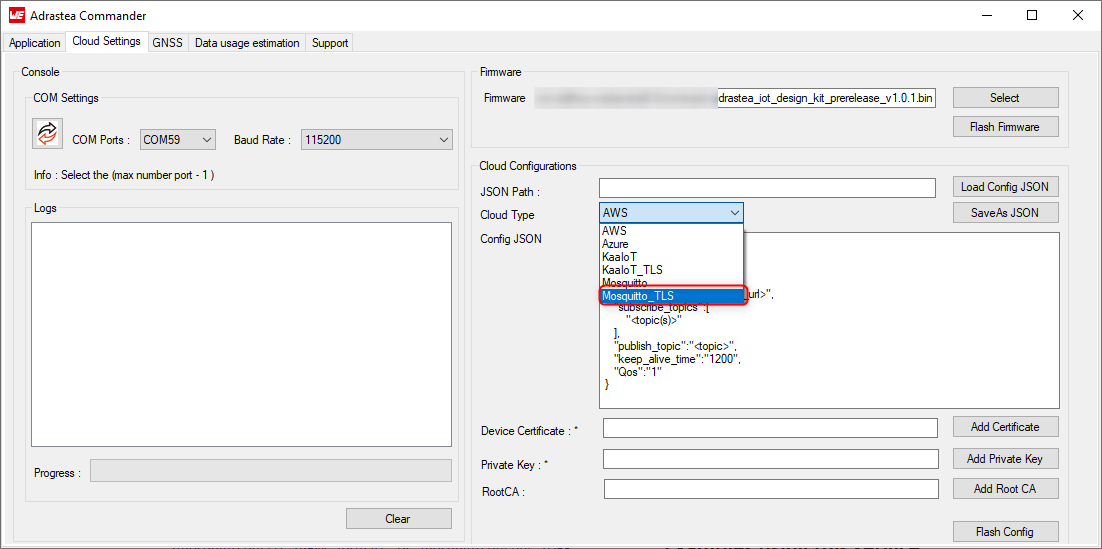 WE Adrastea Commander
Application Cloud Settings GNSS Data usage estimation Support
Console
COM Settings
COM Ports : COM59 Baud Rate : 115200
Info : Select the (max number port - 1 )
Logs
Progress :
Clear
Firmware
Firmware drastea_iot_design_kit_prerelease_v1.0.1.bin Select
Flash Firmware
Cloud Configurations
JSON Path : Load Config JSON
Cloud Type AWS SaveAs JSON
AWS
Azure
KaaIoT
KaaIoT_TLS
Mosquitto
Mosquitto_TLS
Config JSON
url>",
"subscribe_topics":[
"<topic(s)>"
],
"publish_topic":"<topic>",
"keep_alive_time":"1200",
"Qos":"1"
}
Device Certificate : * Add Certificate
Private Key : * Add Private Key
RootCA : Add Root CA
Flash Config